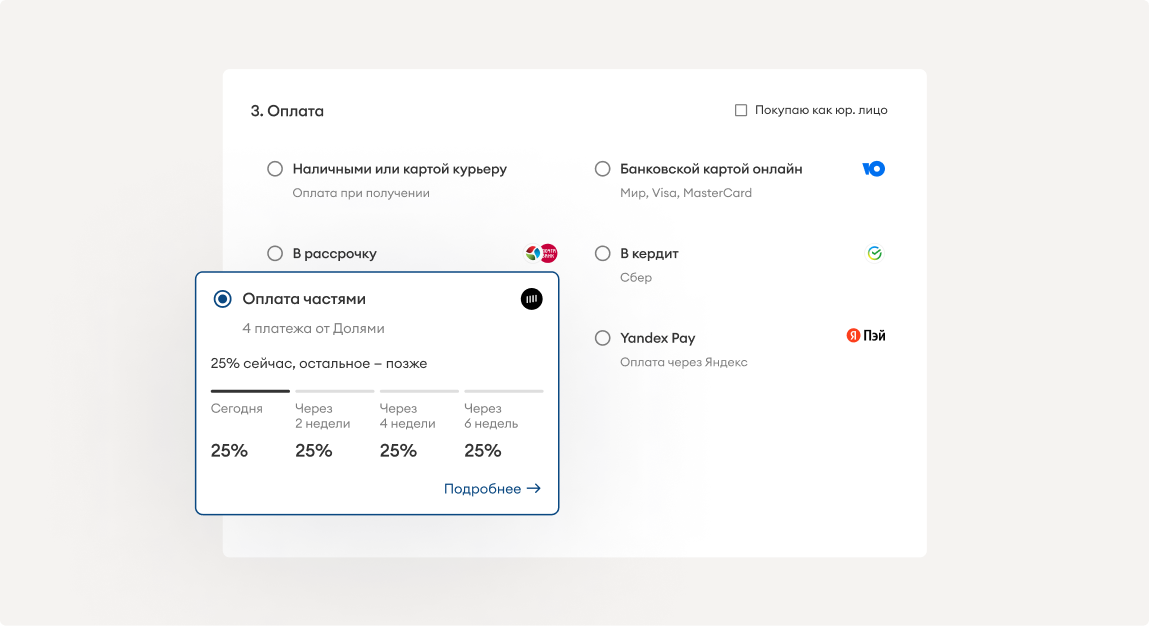 3. Оплата
Покупаю как юр. лицо
Наличными или картой курьеру
Оплата при получении
Банковской картой онлайн
Мир, Visa, MasterCard
В рассрочку
ПОЧТА
БАНК
В кердит
Сбер
Оплата частями
4 платежа от Долями
25% сейчас, остальное – позже
Сегодня
25%
Через
2 недели
25%
Через
4 недели
25%
Через
6 недель
25%
Подробнее →
Yandex Pay
Я Пэй
Оплата через Яндекс